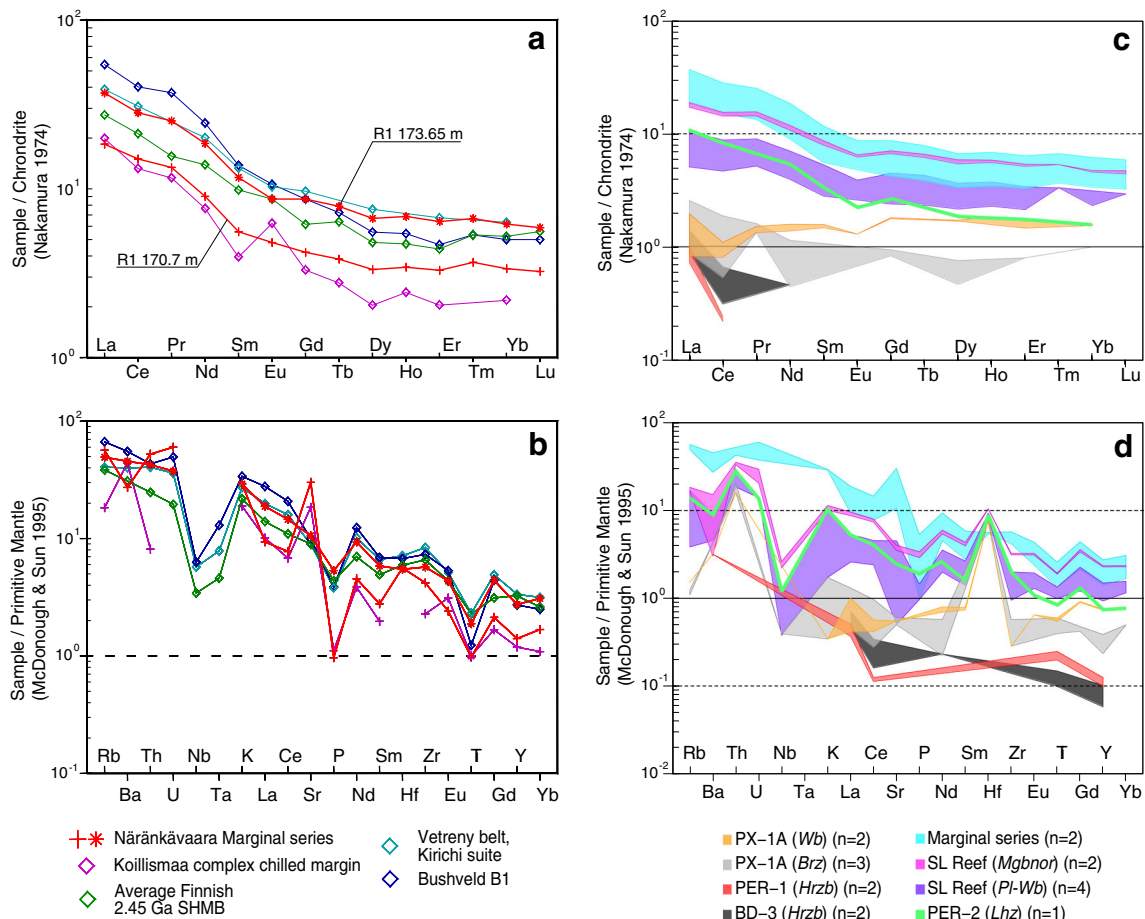 a
Sample / Chrondrite
(Nakamura 1974)
10²
10¹
10⁰
R1 173.65 m
R1 170.7 m
La Pr Sm Gd Dy Er Yb
Ce Nd Eu Tb Ho Tm Lu
b
Sample / Primitive Mantle
(McDonough & Sun 1995)
10²
10¹
10⁰
10⁻¹
Rb Th Nb K Ce P Sm Zr T Y
Ba U Ta La Sr Nd Hf Eu Gd Yb
Näränkävaara Marginal series
Koillismaa complex chilled margin
Average Finnish
2.45 Ga SHMB
Vetreny belt,
Kirichi suite
Bushveld B1
c
Sample / Chrondrite
(Nakamura 1974)
10²
10¹
10⁰
10⁻¹
La Pr Sm Gd Dy Er Yb
Ce Nd Eu Tb Ho Tm Lu
d
Sample / Primitive Mantle
(McDonough & Sun 1995)
10²
10¹
10⁰
10⁻¹
10⁻²
Rb Th Nb K Ce P Sm Zr T Y
Ba U Ta La Sr Nd Hf Eu Gd Yb
PX−1A (Wb) (n=2)
PX−1A (Brz) (n=3)
PER−1 (Hrzb) (n=2)
BD−3 (Hrzb) (n=2)
Marginal series (n=2)
SL Reef (Mgbnor) (n=2)
SL Reef (Pl-Wb) (n=4)
PER−2 (Lhz) (n=1)